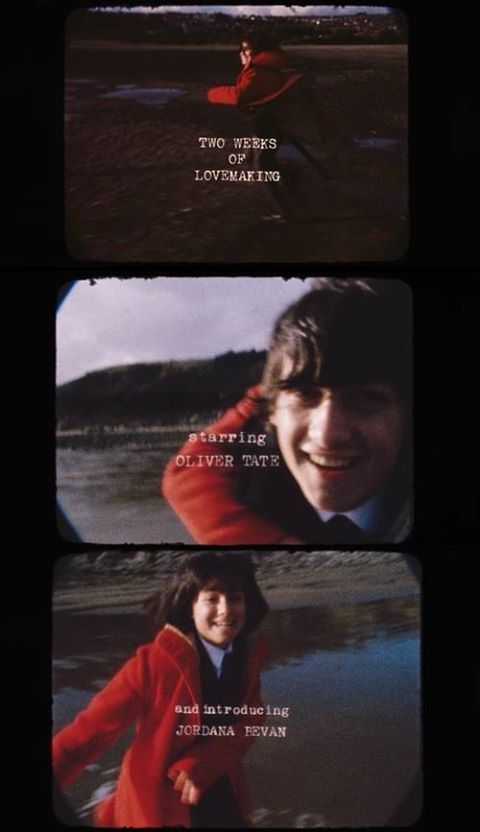 TWO WEEKS
OF
LOVEMAKING
starring
OLIVER TATE
and introducing
JORDANA BEVAN